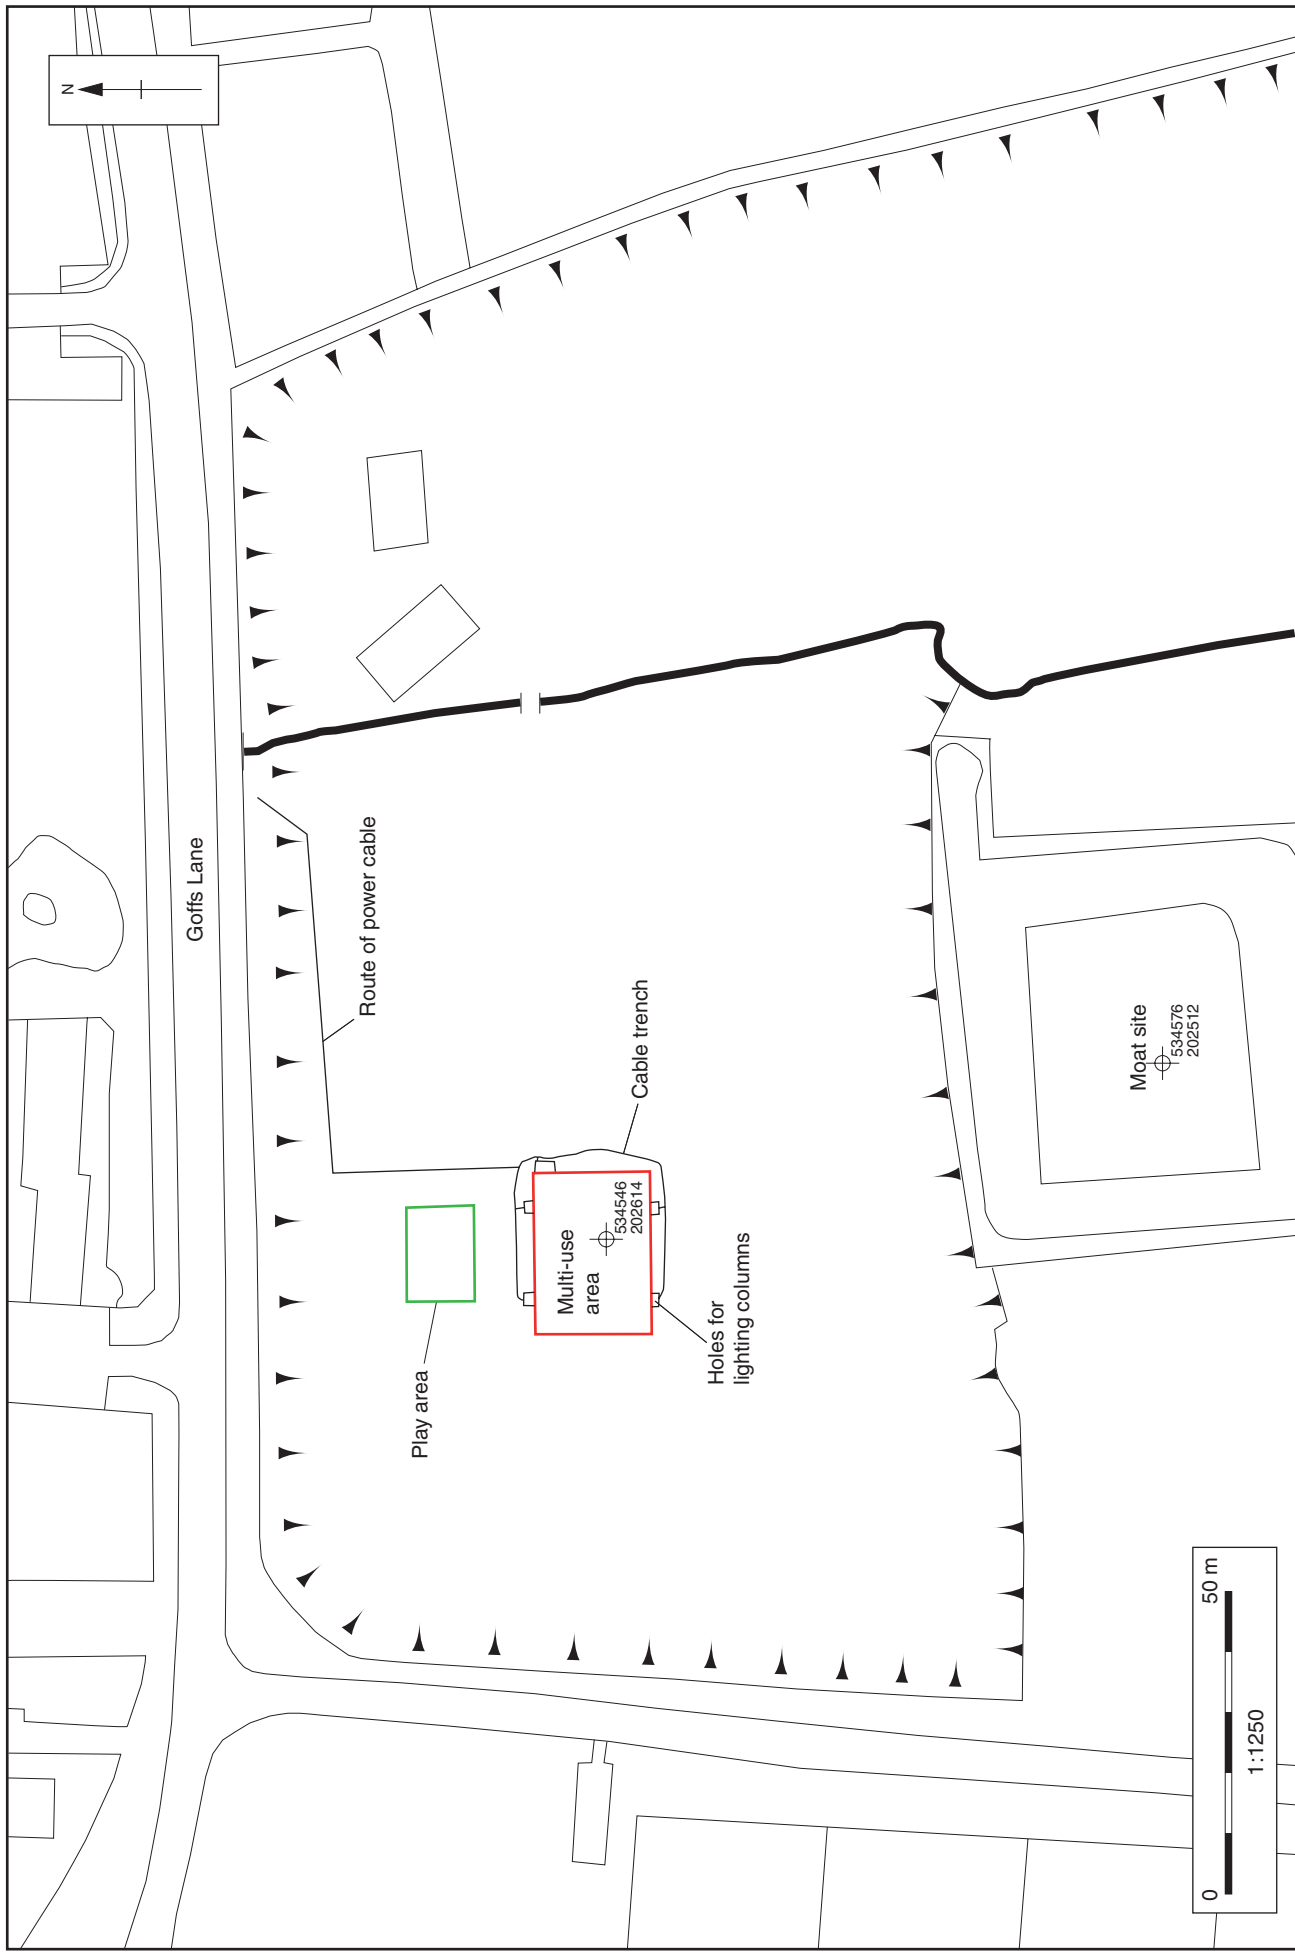 N
Goffs Lane
Route of power cable
Cable trench
Play area
Multi-use
area
534546
202614
Holes for
lighting columns
Moat site
534576
202512
0
50 m
1:1250